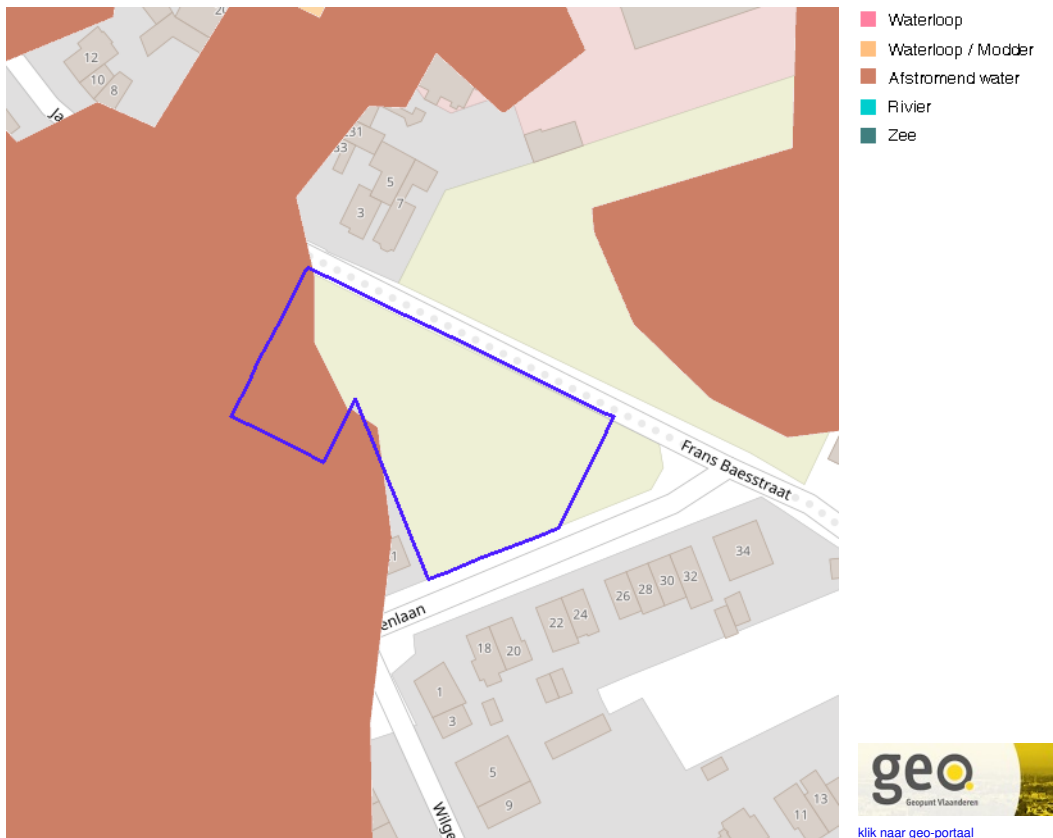 Waterloop
Waterloop / Modder
Afstromend water
Rivier
Zee
12
10
8
Ja
31
33
5
7
3
Frans Baesstraat
enlaan
34
32
30
28
26
24
22
20
18
1
3
5
9
Wilge
13
11
geo
Geopunt Vlaanderen
klik naar geo-portaal